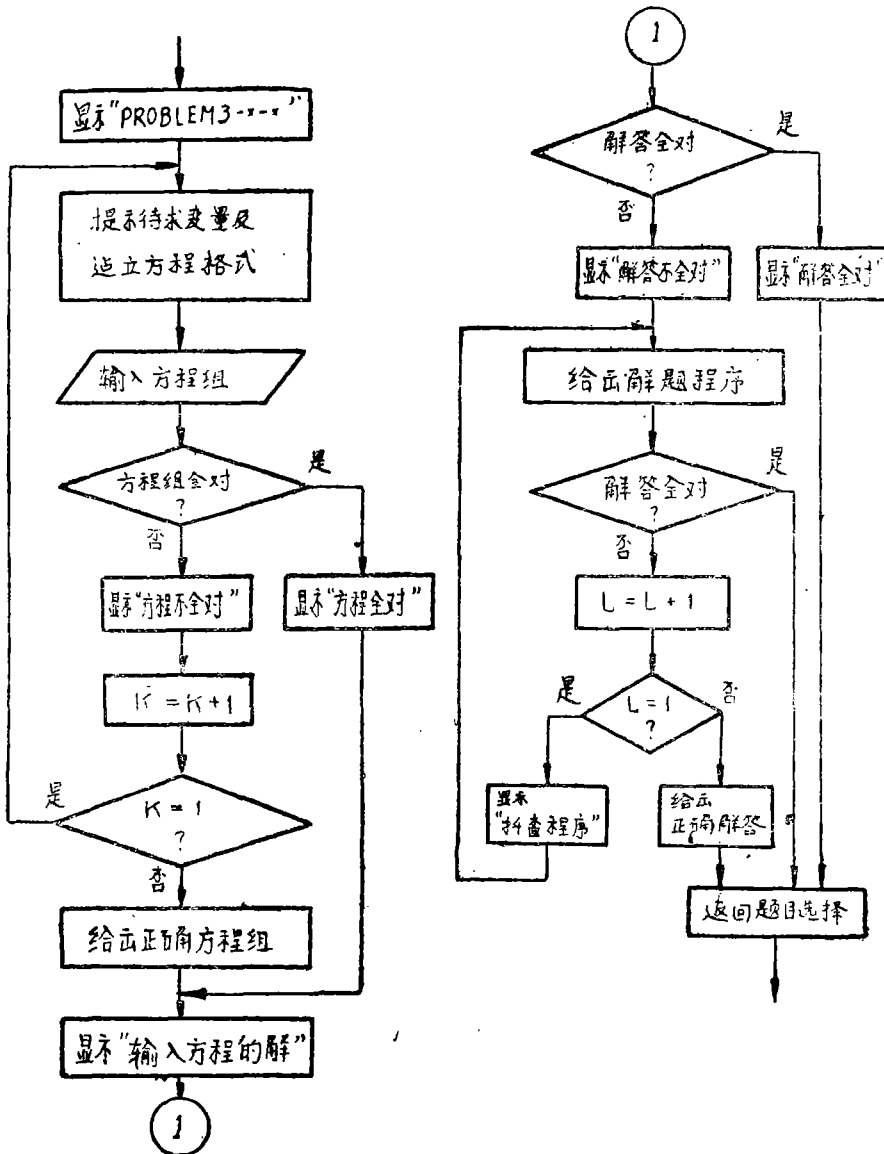 显示"PROBLEM3-x-x"
提示待求变量及
建立方程格式
输入方程组
方程组全对
?
是
否
显示"方程不全对"
显示"方程全对"
K=K+1
是
K=1
?
否
给出正确方程组
显示"输入方程的解"
1
1
解答全对
?
是
否
显示"解答不全对"
显示"解答全对"
给出解题程序
解答全对
?
是
否
L=L+1
是
L=1
?
否
显示
程序"
给出
正确解答
返回题目选择